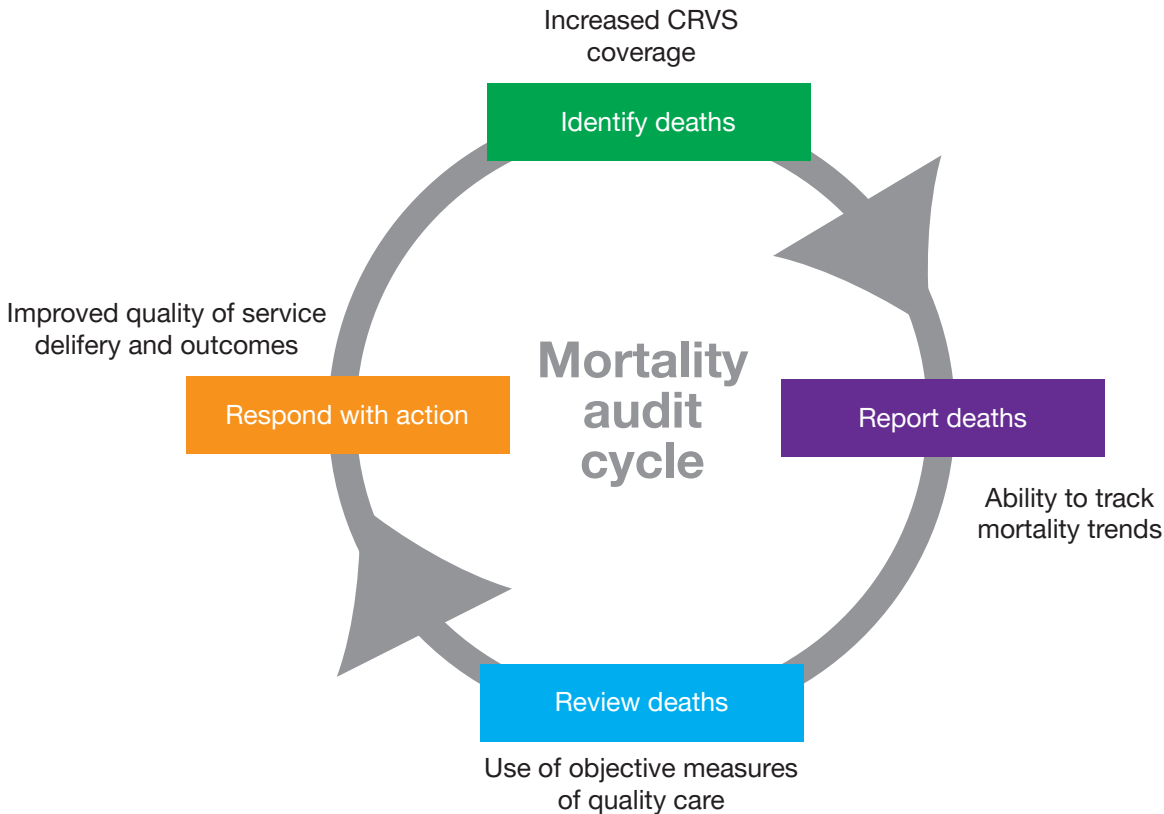 Increased CRVS
coverage
Identify deaths
Improved quality of service
delifery and outcomes
Respond with action
Mortality
audit
cycle
Report deaths
Ability to track
mortality trends
Review deaths
Use of objective measures
of quality care